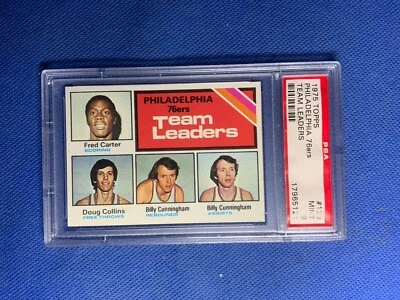 PHILADELPHIA
76ers
Team
Leaders
Fred Carter
SCORING
Doug Collins
FREE THROWS
Billy Cunningham
REBOUNDS
Billy Cunningham
ASSISTS
1975 TOPPS
PHILADELPHIA 76ers
TEAM LEADERS
PSA
MINT